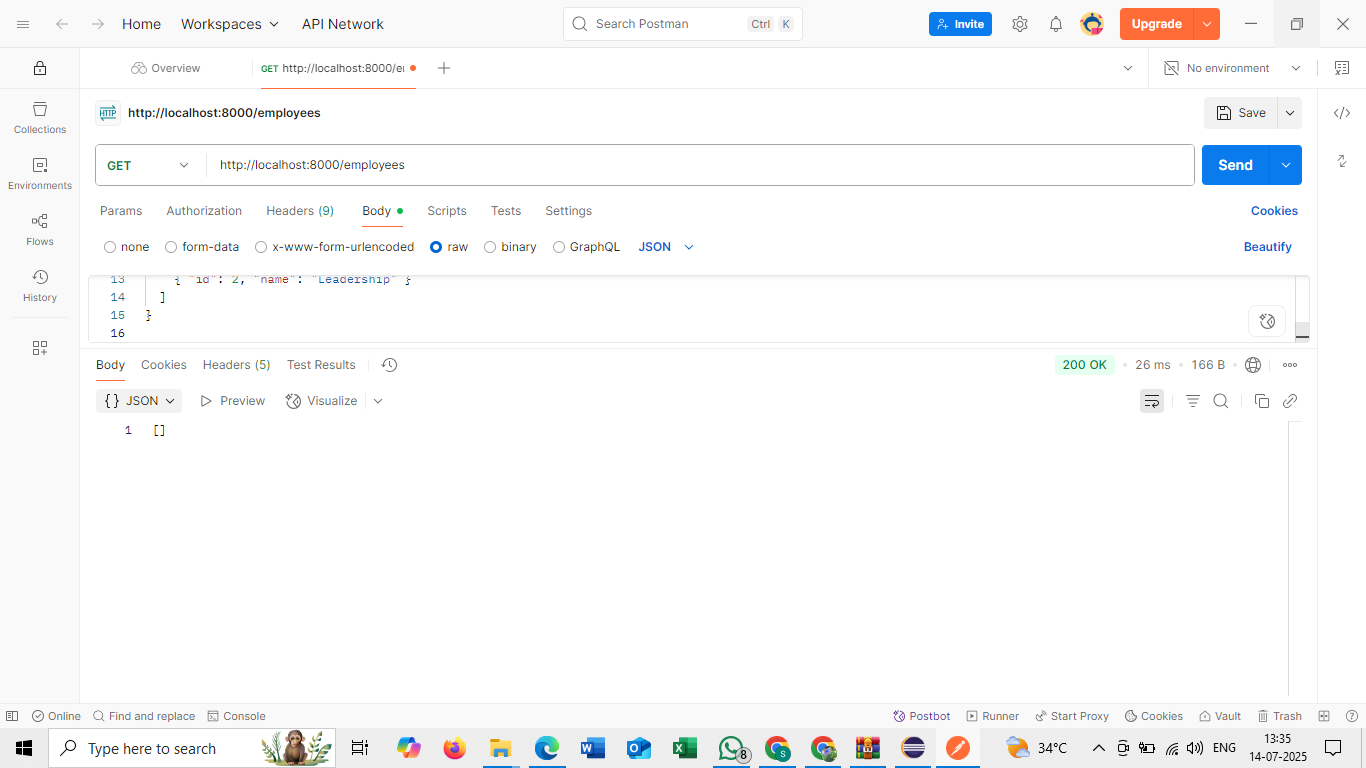 Home Workspaces API Network Search Postman Ctrl K Invite Upgrade
Overview GET http://localhost:8000/e No environment
HTTP http://localhost:8000/employees Save
Collections
GET http://localhost:8000/employees Send
Environments
Params Authorization Headers (9) Body Scripts Tests Settings Cookies
Flows
none form-data x-www-form-urlencoded raw binary GraphQL JSON Beautify
History
13 { "id": 2, "name": "Leadership" }
14 ]
15 }
16
Body Cookies Headers (5) Test Results 200 OK • 26 ms • 166 B
{} JSON Preview Visualize
1 []
Online Find and replace Console Postbot Runner Start Proxy Cookies Vault Trash
Type here to search 8 S 34°C ENG 13:35
14-07-2025